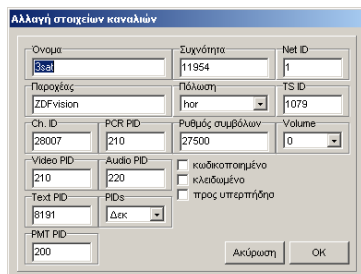 Αλλαγή στοιχείων καναλιών
Όνομα Συχνότητα Net ID
3sat 11954 1
Παροχέας Πόλωση TS ID
ZDFvision hor 1079
Ch. ID PCR PID Ρυθμός συμβόλων Volume
28007 210 27500 0
Video PID Audio PID
210 220
κωδικοποιημένο
κλειδωμένο
Text PID PIDs προς υπερπήδησ
8191 Δεκ
PMT PID
200 Ακύρωση OK